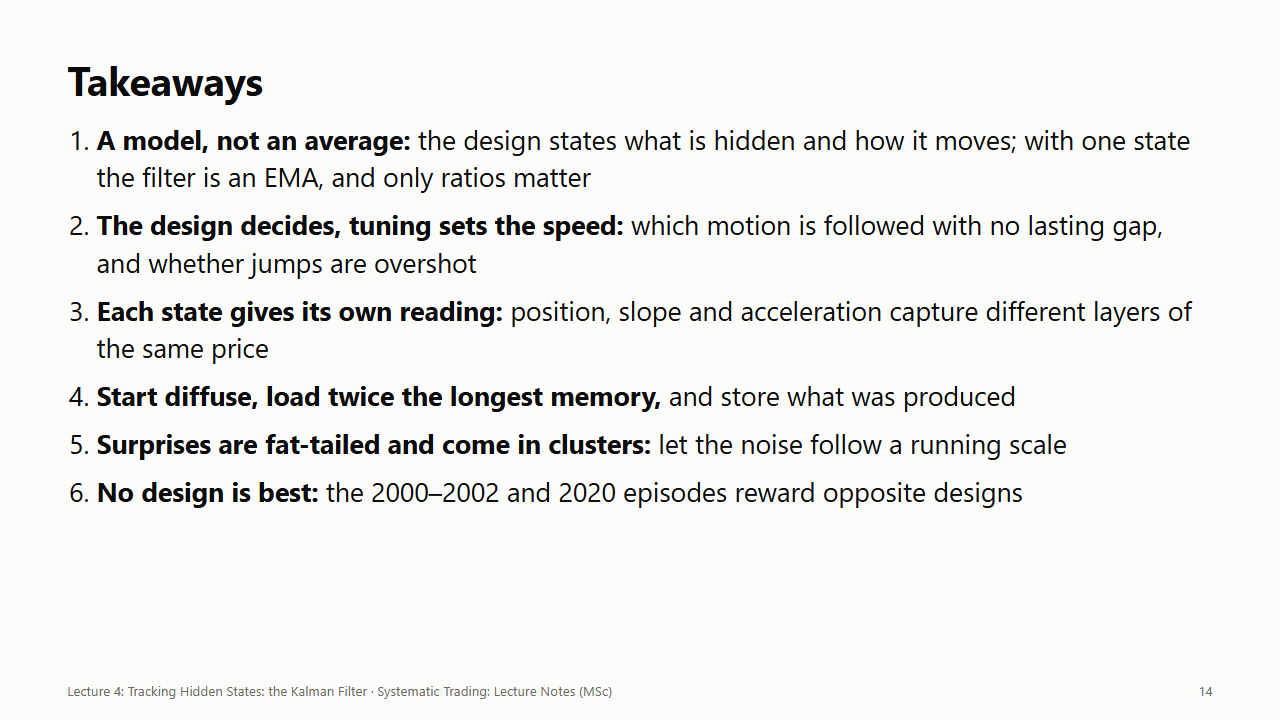 Takeaways
1. A model, not an average: the design states what is hidden and how it moves; with one state
the filter is an EMA, and only ratios matter
2. The design decides, tuning sets the speed: which motion is followed with no lasting gap,
and whether jumps are overshot
3. Each state gives its own reading: position, slope and acceleration capture different layers of
the same price
4. Start diffuse, load twice the longest memory, and store what was produced
5. Surprises are fat-tailed and come in clusters: let the noise follow a running scale
6. No design is best: the 2000–2002 and 2020 episodes reward opposite designs
Lecture 4: Tracking Hidden States: the Kalman Filter · Systematic Trading: Lecture Notes (MSc)
14